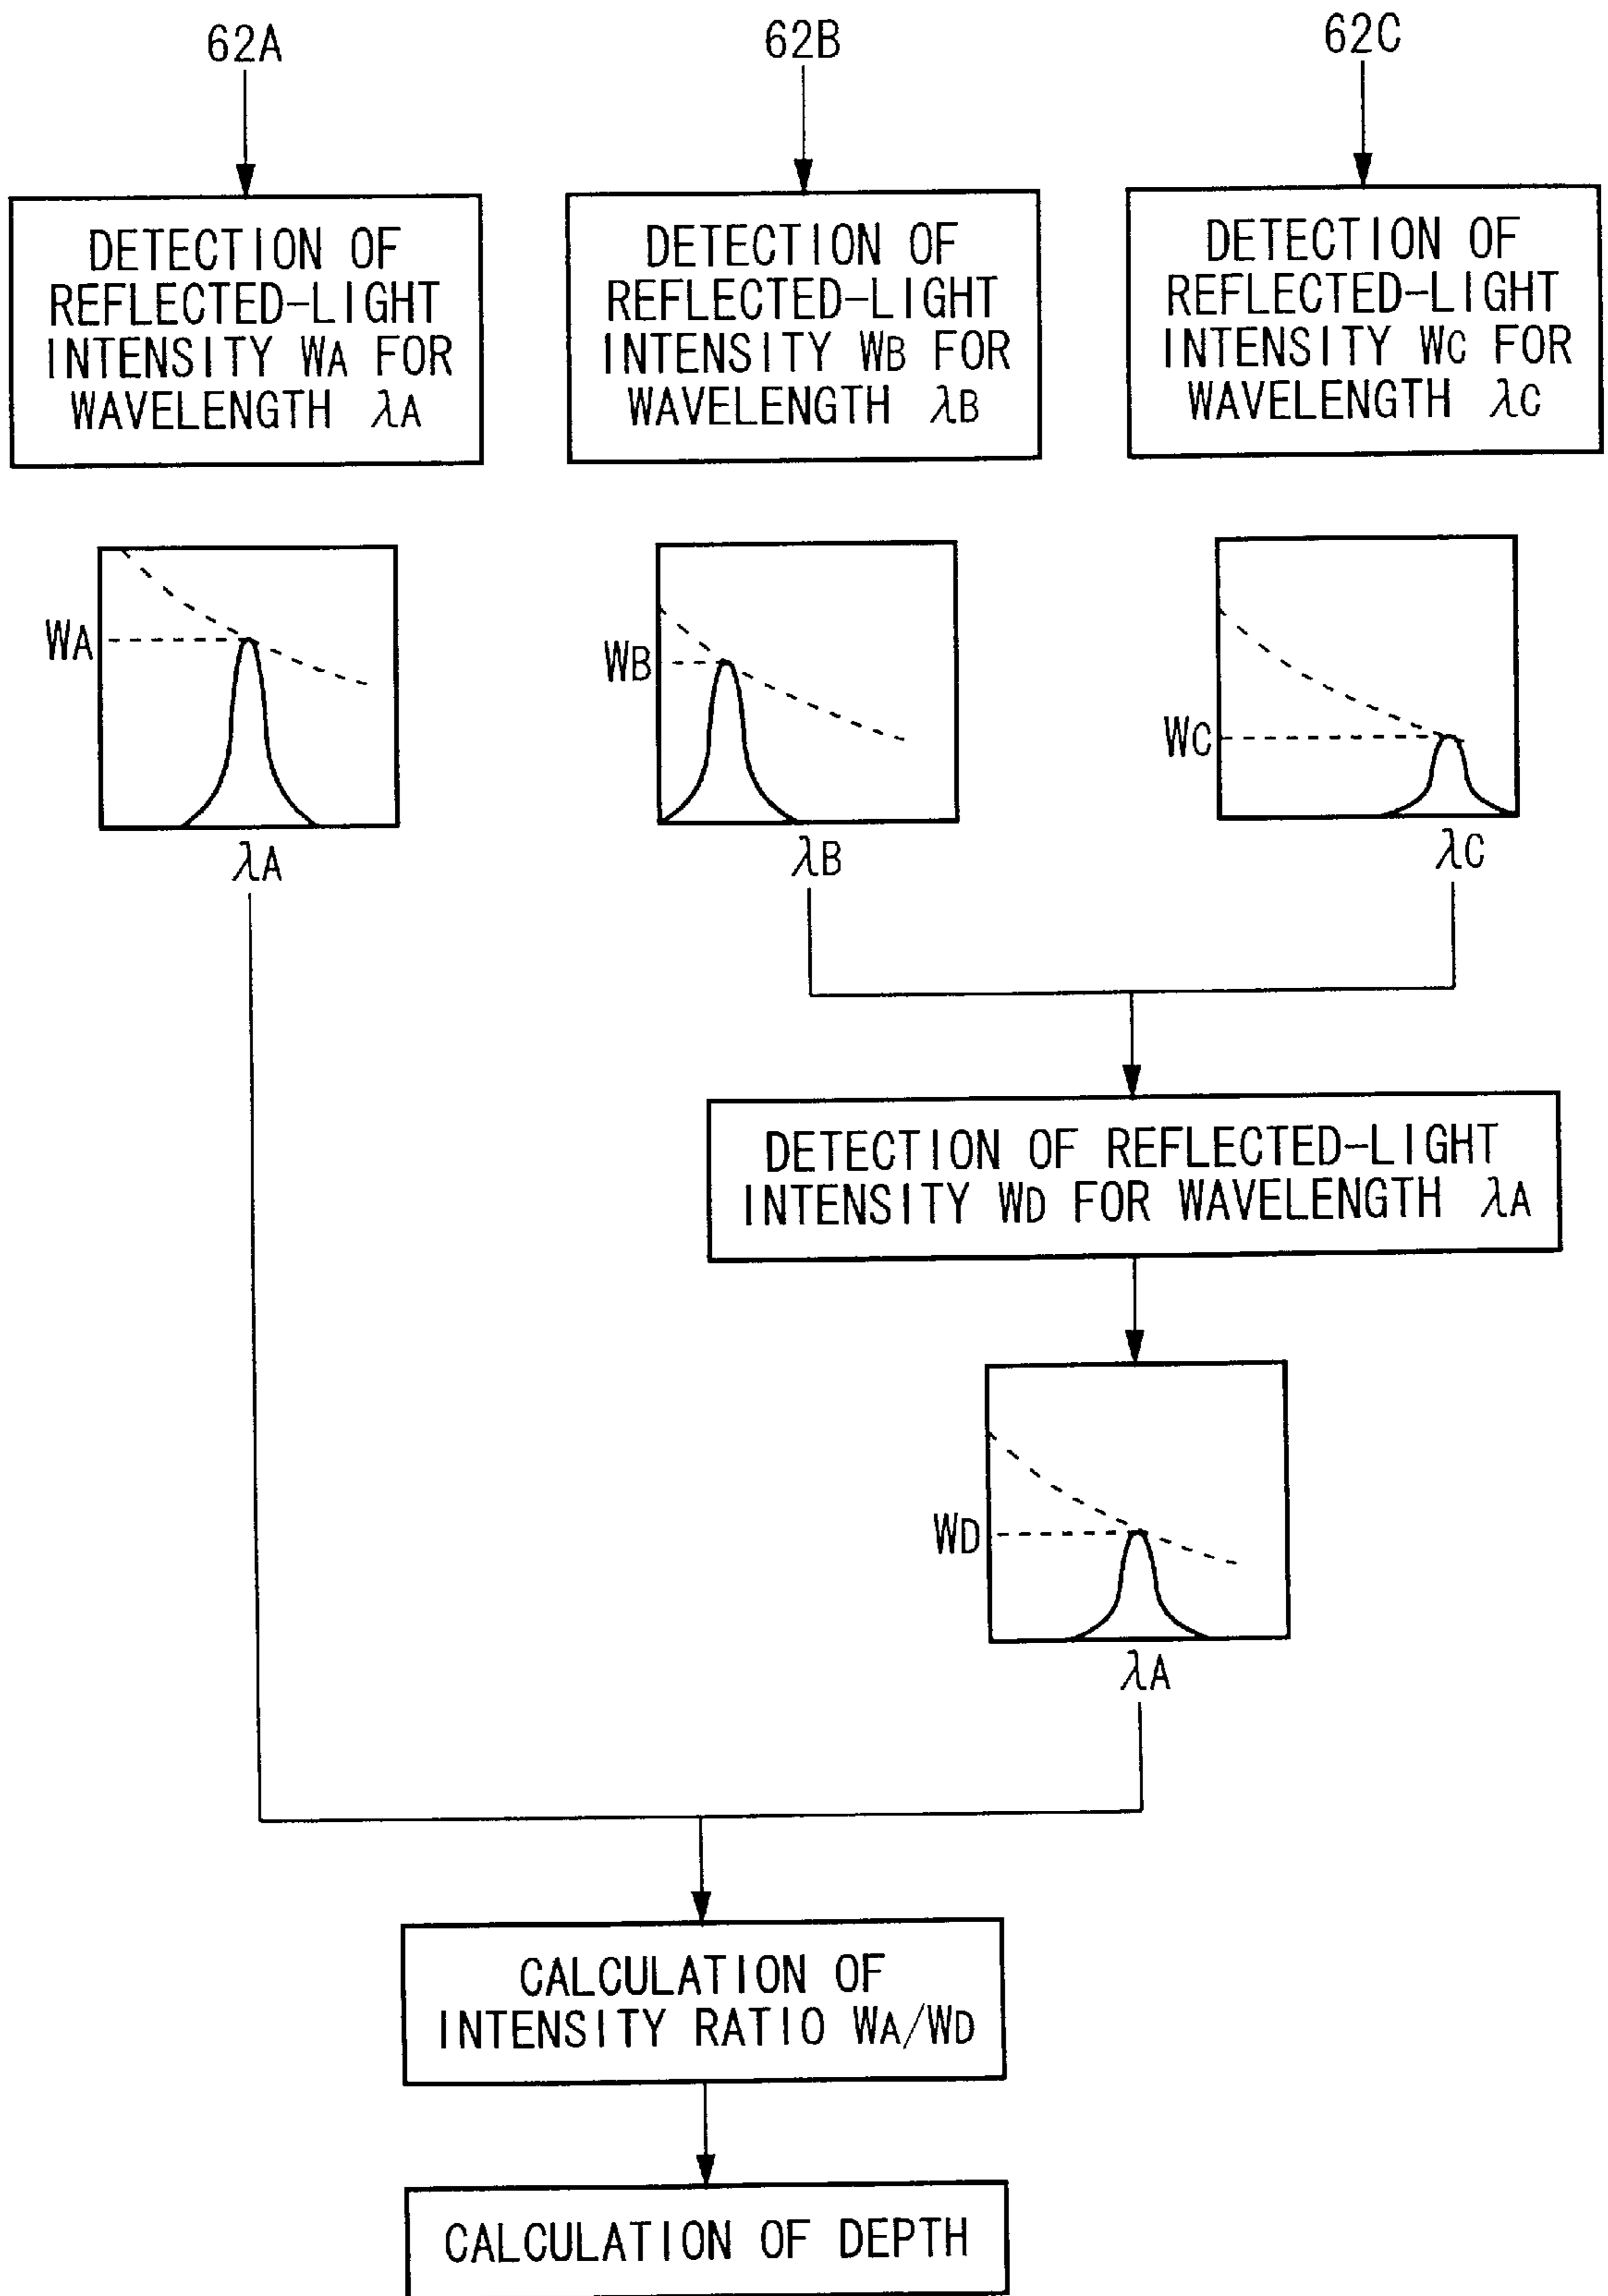 62A
62B
62C
DETECTION OF
REFLECTED-LIGHT
INTENSITY WA FOR
WAVELENGTH λA
DETECTION OF
REFLECTED-LIGHT
INTENSITY WB FOR
WAVELENGTH λB
DETECTION OF
REFLECTED-LIGHT
INTENSITY WC FOR
WAVELENGTH λC
WA
λA
WB
λB
WC
λC
DETECTION OF REFLECTED-LIGHT
INTENSITY WD FOR WAVELENGTH λA
WD
λA
CALCULATION OF
INTENSITY RATIO WA/WD
CALCULATION OF DEPTH